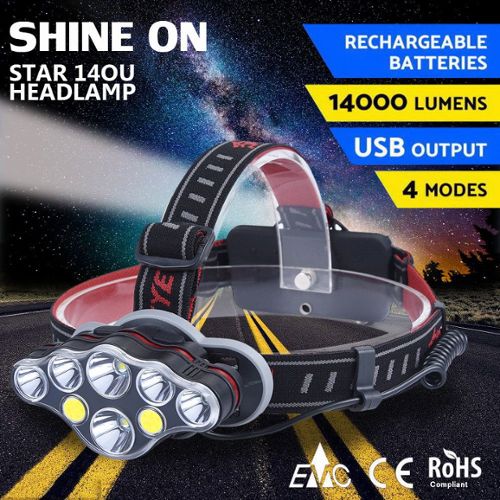 SHINE ON
STAR 140U
HEADLAMP
RECHARGEABLE
BATTERIES
14000 LUMENS
USB OUTPUT
4 MODES
EMC CE RoHS
Compliant